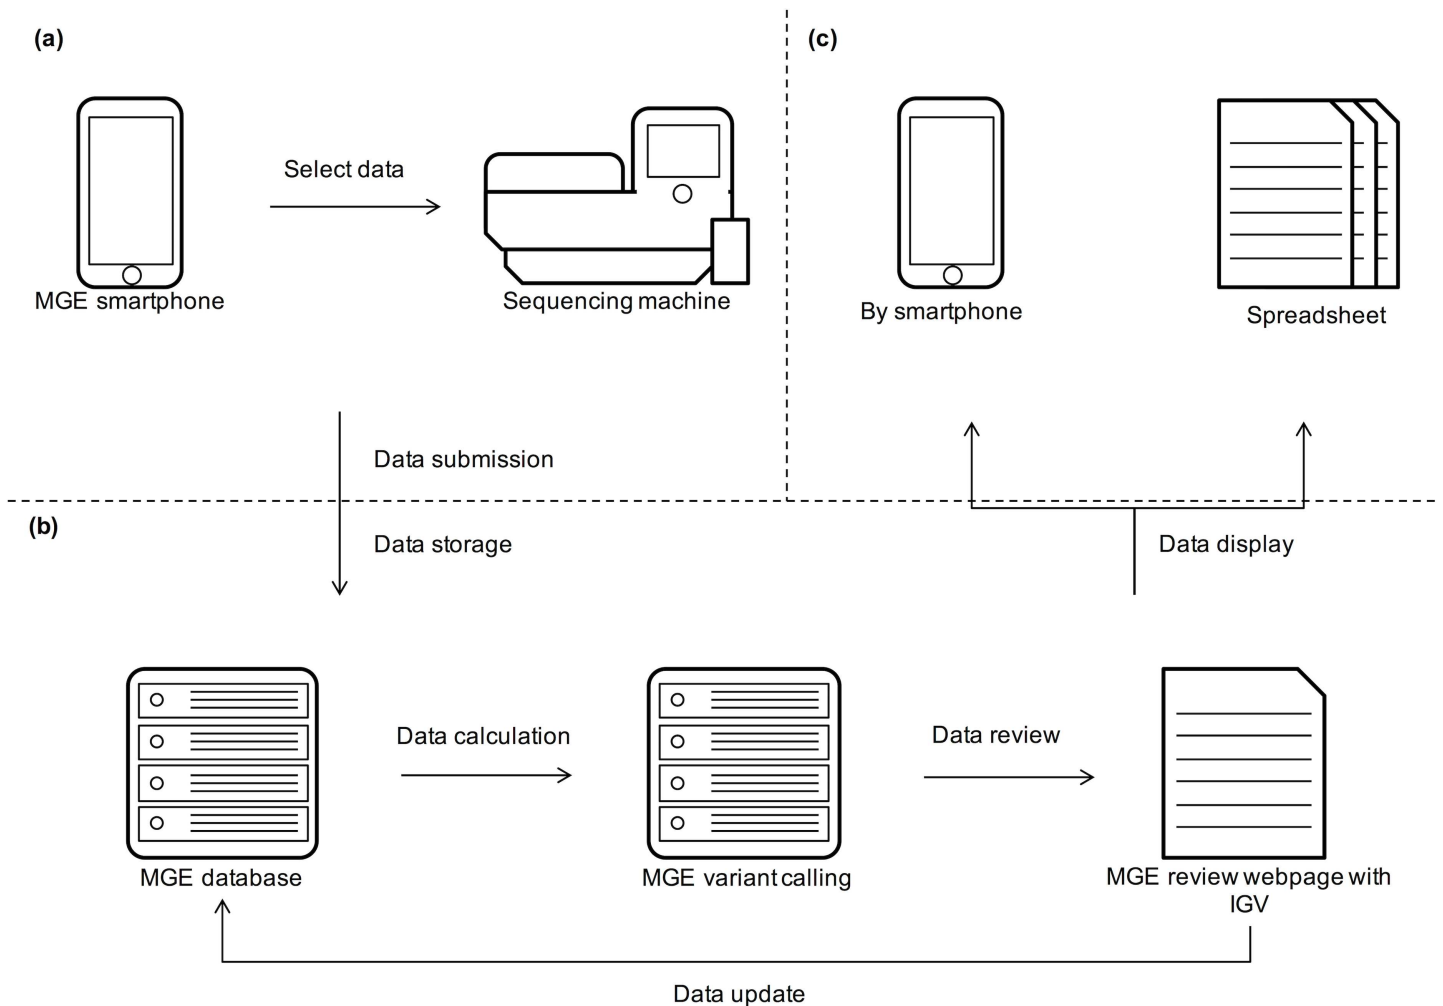 (a)
Select data
MGE smartphone
Sequencing machine
(c)
By smartphone
Spreadsheet
Data submission
(b)
Data storage
Data display
Data calculation
Data review
MGE database
MGE variant calling
MGE review webpage with
IGV
Data update